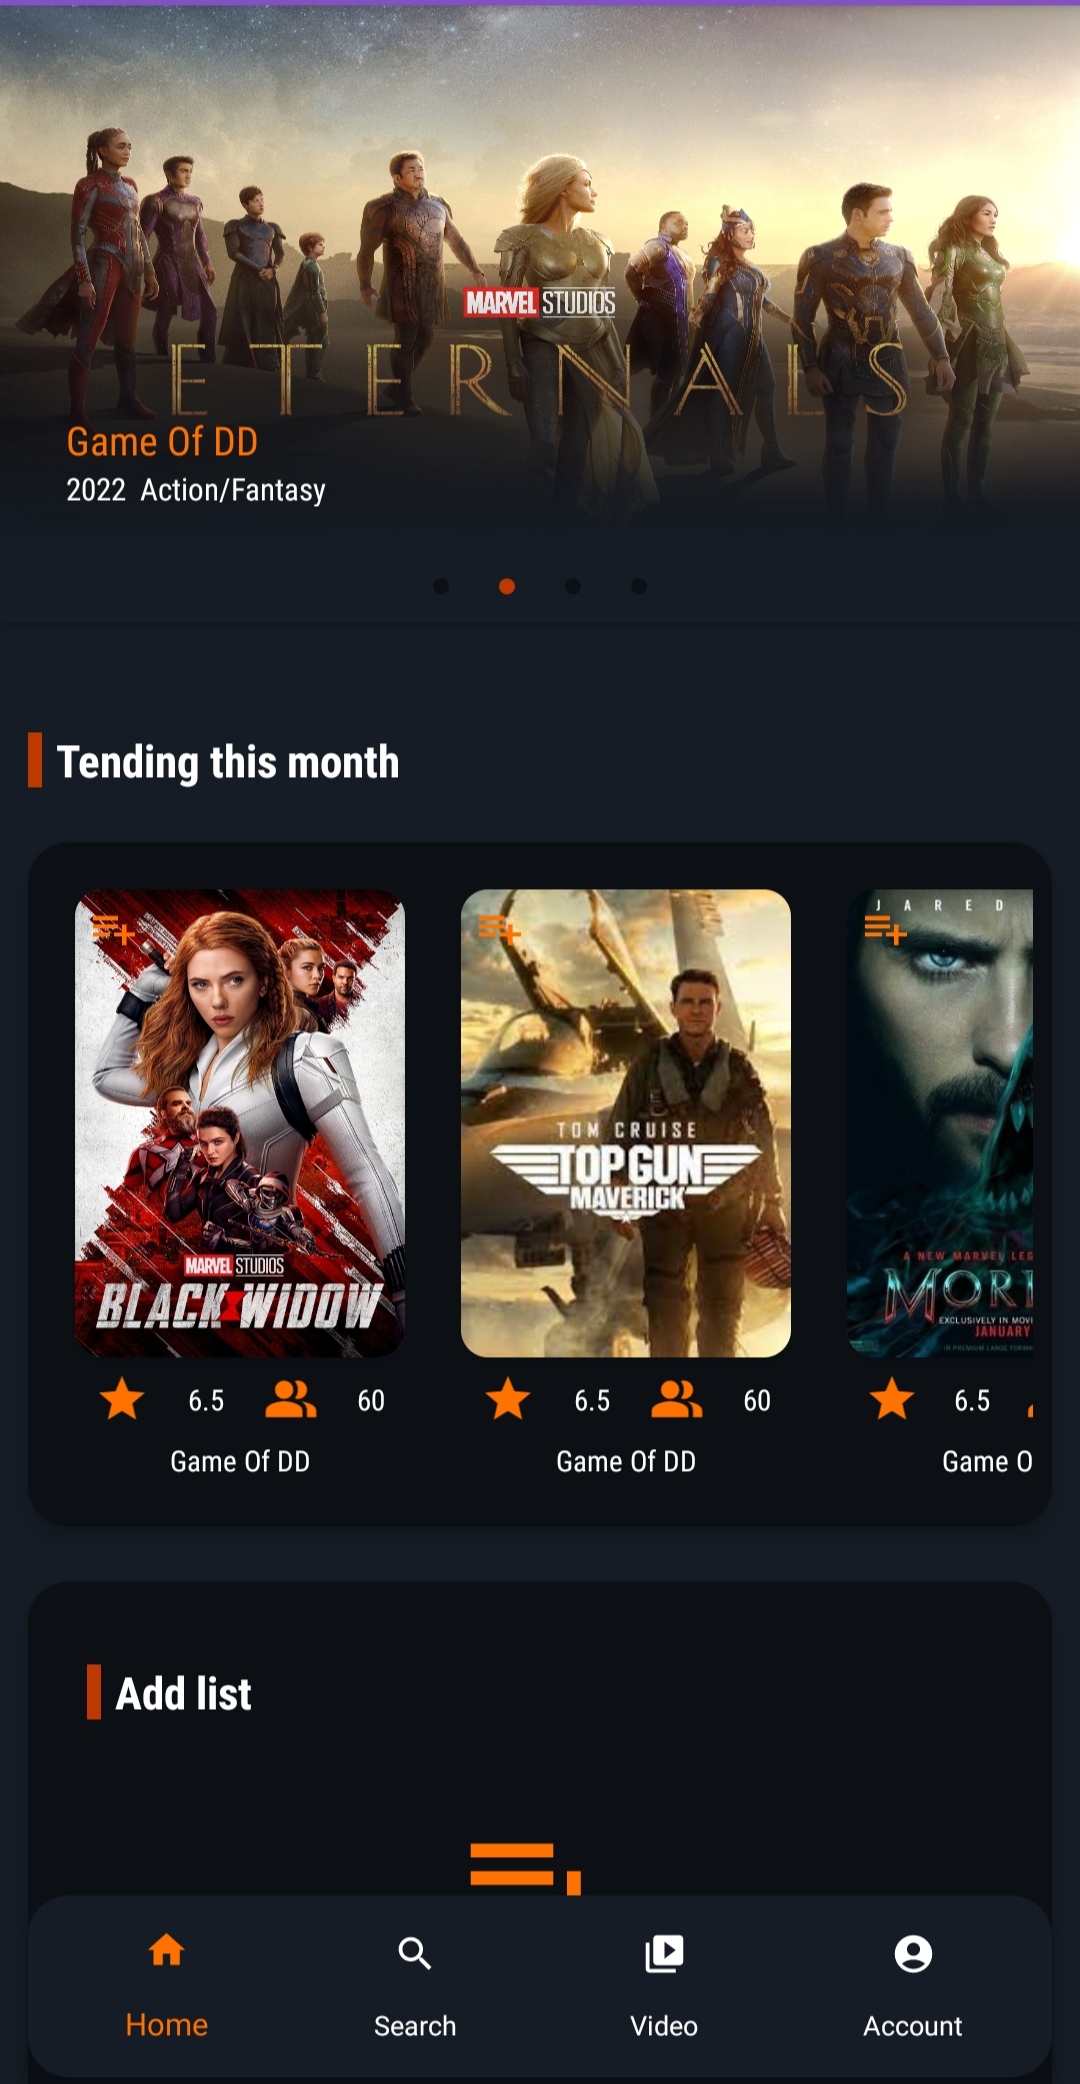 MARVEL STUDIOS
ETERNALS
Game Of DD
2022 Action/Fantasy
Tending this month
MARVEL STUDIOS
BLACK WIDOW
TOM CRUISE
TOP GUN
MAVERICK
JARED
A NEW MARVEL LEG
MORI
EXCLUSIVELY IN MOVI
JANUARY
6.5 60
6.5 60
6.5
Game Of DD
Game Of DD
Game O
Add list
Home
Search
Video
Account